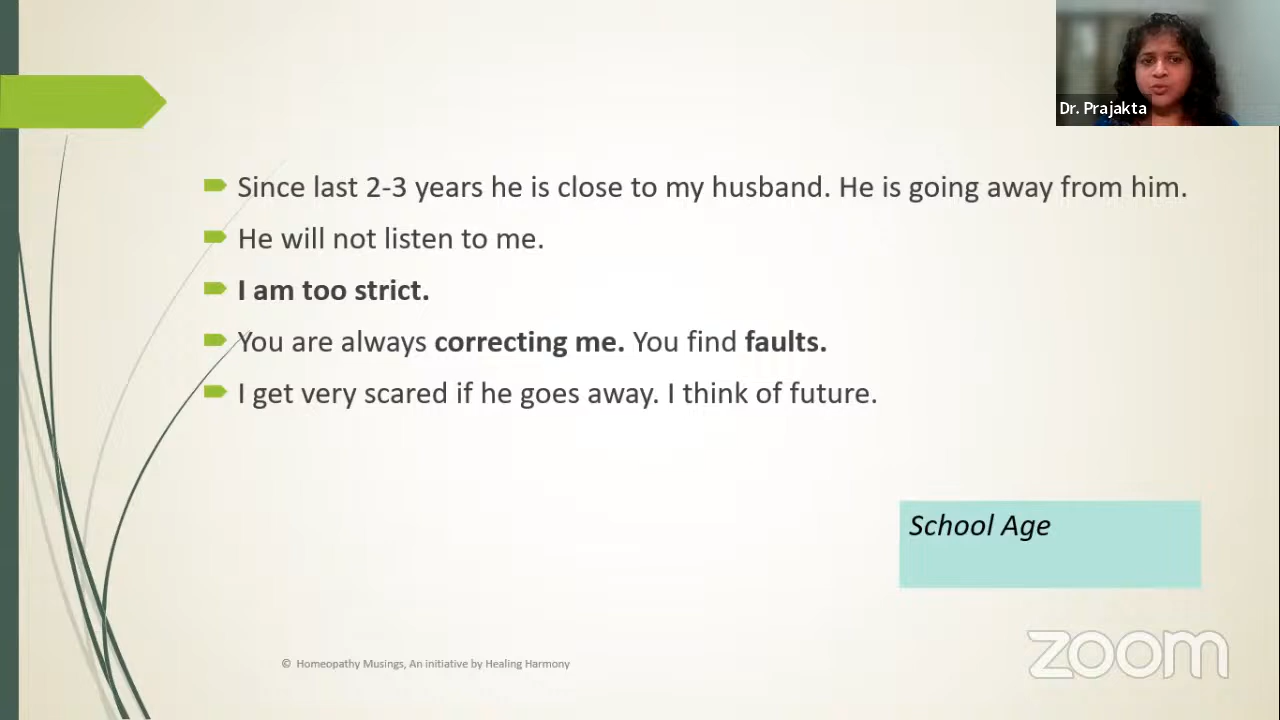 Dr. Prajakta
Since last 2-3 years he is close to my husband. He is going away from him.
He will not listen to me.
I am too strict.
You are always correcting me. You find faults.
I get very scared if he goes away. I think of future.
School Age
© Homeopathy Musings, An initiative by Healing Harmony
zoom